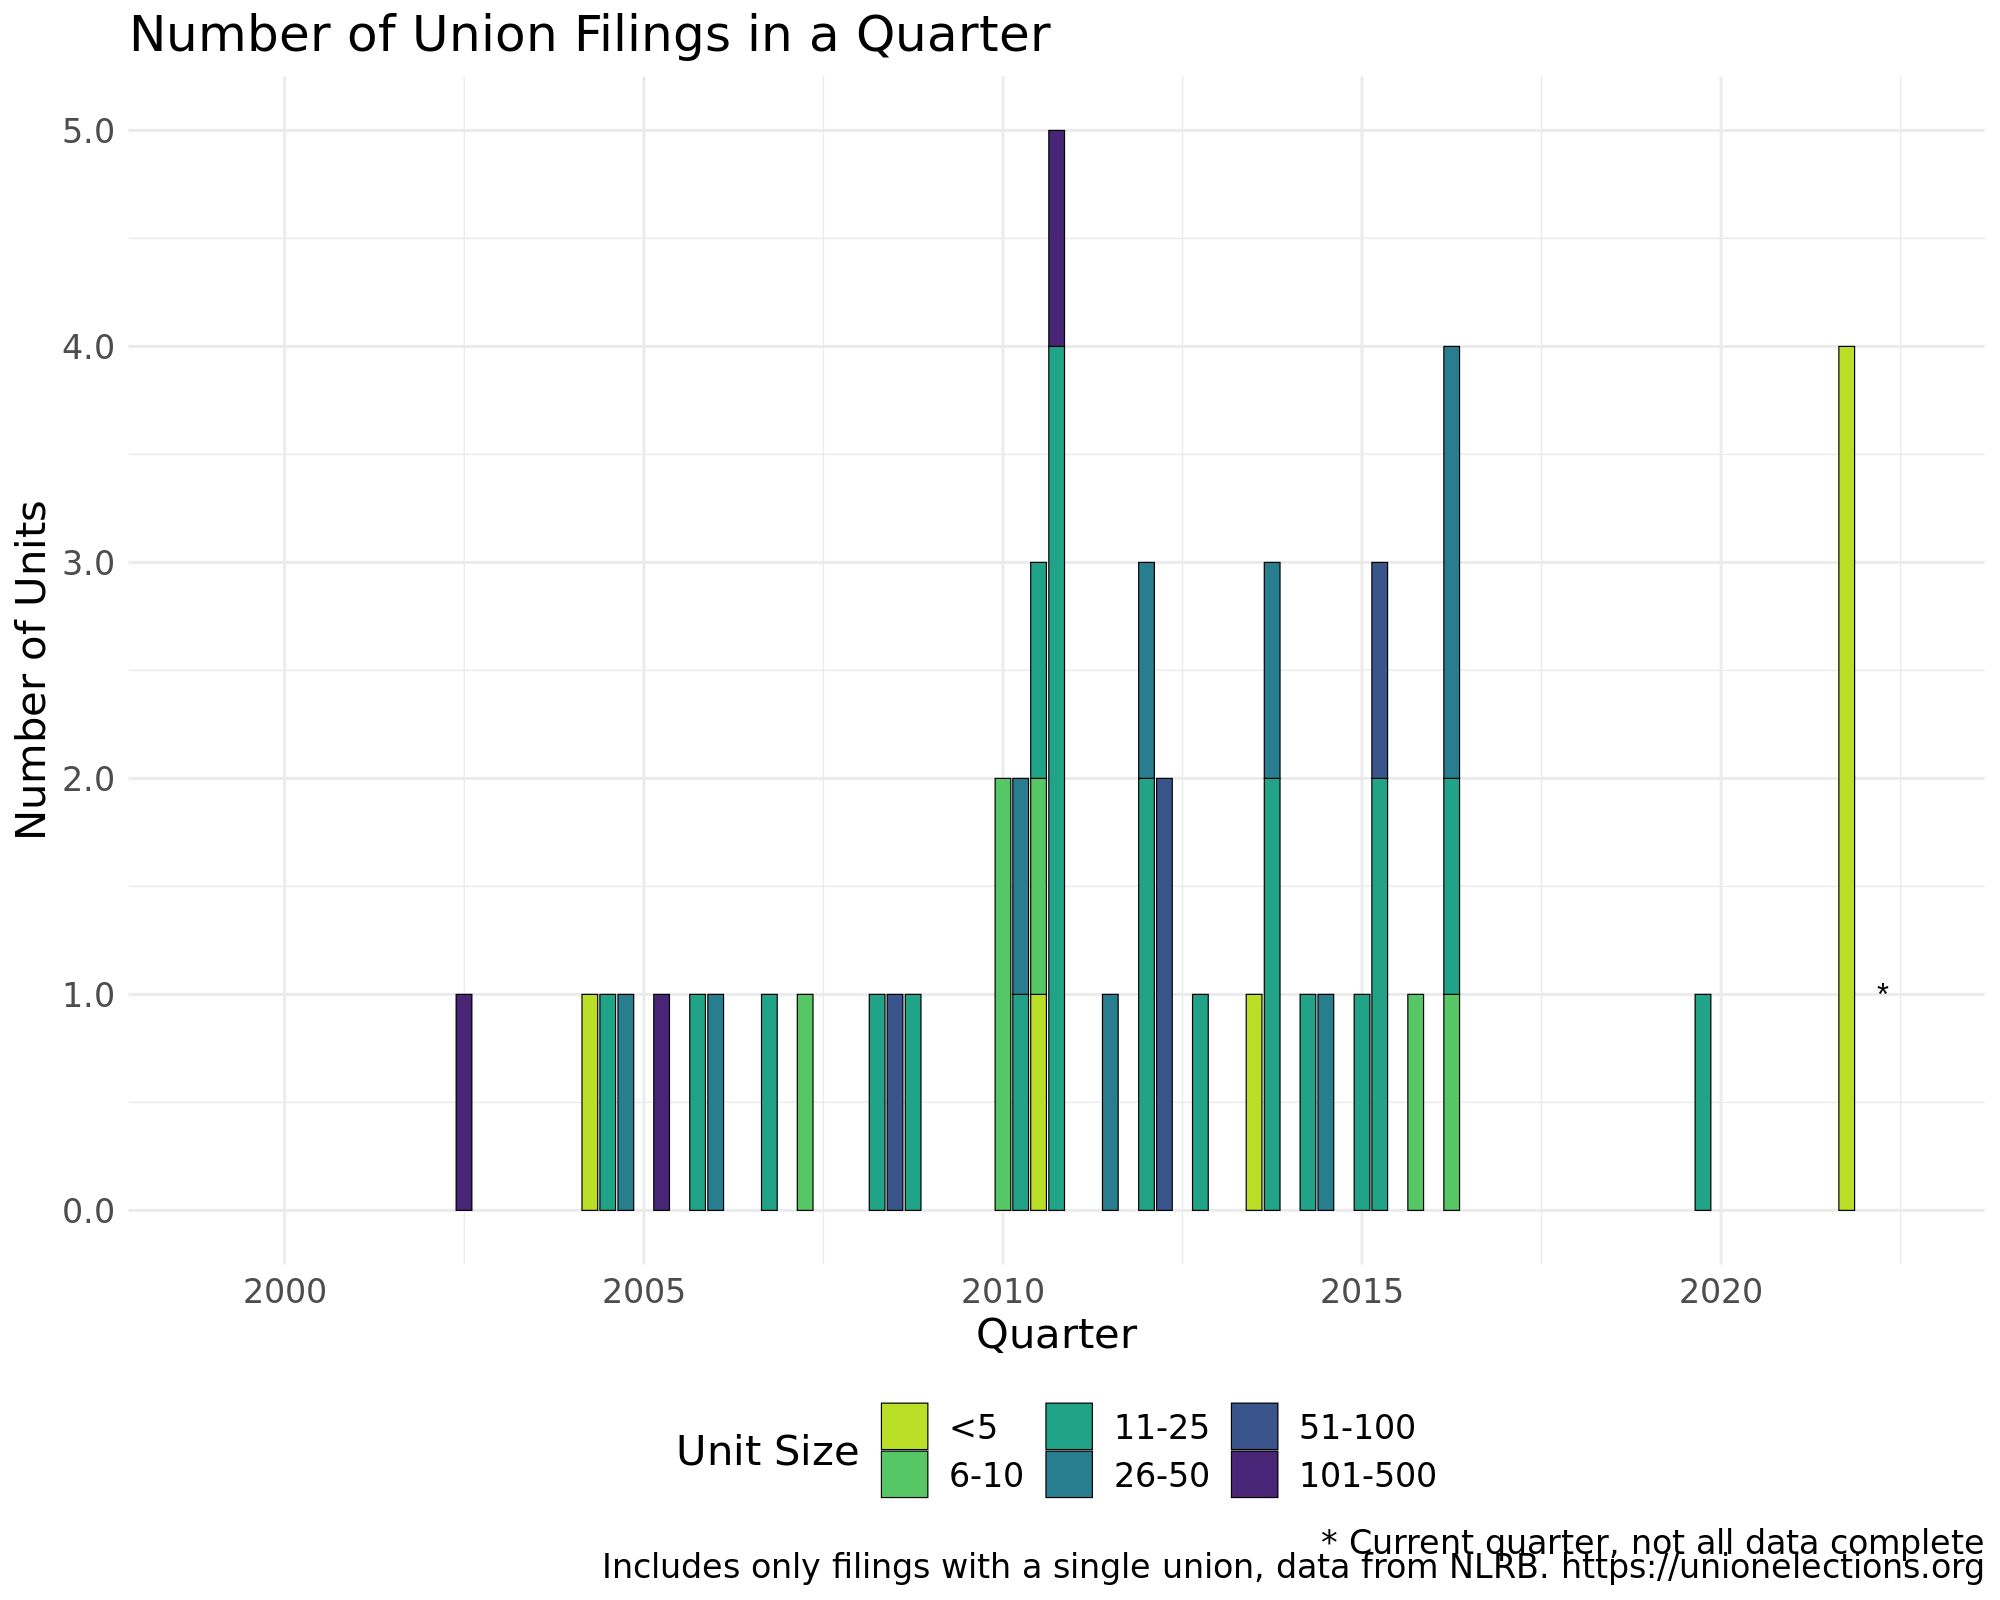 Number of Union Filings in a Quarter
Number of Units
5.0
4.0
3.0
2.0
1.0
0.0
*
2000 2005 2010 2015 2020
Quarter
Unit Size
<5 11-25 51-100
6-10 26-50 101-500
* Current quarter, not all data complete
Includes only filings with a single union, data from NLRB. https://unionelections.org